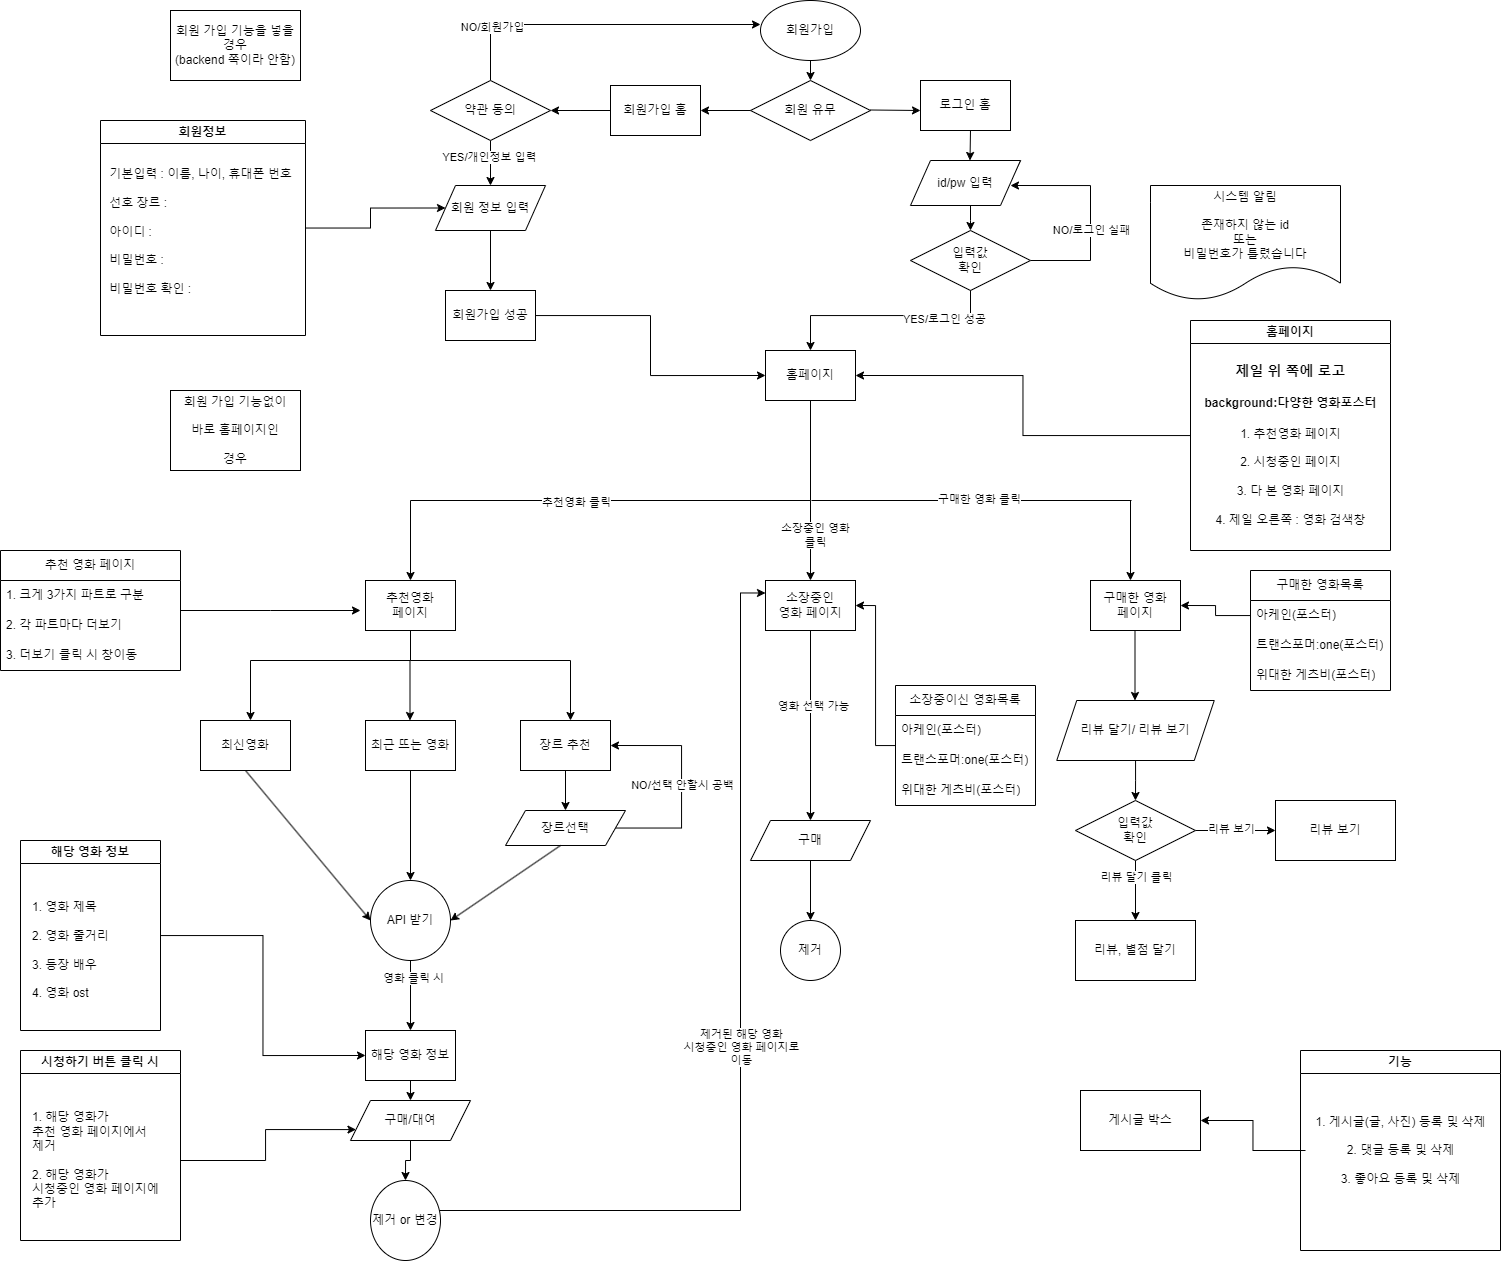 회원 가입 기능을 넣을
경우
(backend 쪽이라 안함)
NO/회원가입
회원가입
약관 동의
회원가입 홈
회원 유무
로그인 홈
회원정보
기본입력 : 이름, 나이, 휴대폰 번호
선호 장르 :
아이디 :
비밀번호 :
비밀번호 확인 :
YES/개인정보 입력
회원 정보 입력
id/pw 입력
NO/로그인 실패
입력값
확인
시스템 알림
존재하지 않는 id
또는
비밀번호가 틀렸습니다
회원가입 성공
YES/로그인 성공
홈페이지
홈페이지
제일 위 쪽에 로고
background:다양한 영화포스터
1. 추천영화 페이지
2. 시청중인 페이지
3. 다 본 영화 페이지
4. 제일 오른쪽 : 영화 검색창
회원 가입 기능없이
바로 홈페이지인
경우
추천영화 클릭
소장중인 영화
클릭
구매한 영화 클릭
추천 영화 페이지
1. 크게 3가지 파트로 구분
2. 각 파트마다 더보기
3. 더보기 클릭 시 창이동
추천영화
페이지
소장중인
영화 페이지
구매한 영화
페이지
구매한 영화목록
아케인(포스터)
트랜스포머:one(포스터)
위대한 게츠비(포스터)
최신영화
최근 뜨는 영화
장르 추천
NO/선택 안할시 공백
장르선택
영화 선택 가능
소장중이신 영화목록
아케인(포스터)
트랜스포머:one(포스터)
위대한 게츠비(포스터)
리뷰 달기/ 리뷰 보기
구매
입력값
확인
리뷰 보기
리뷰 보기
리뷰 달기 클릭
리뷰, 별점 달기
제거
해당 영화 정보
1. 영화 제목
2. 영화 줄거리
3. 등장 배우
4. 영화 ost
API 받기
영화 클릭 시
해당 영화 정보
제거된 해당 영화
시청중인 영화 페이지로
이동
시청하기 버튼 클릭 시
1. 해당 영화가
추천 영화 페이지에서
제거
2. 해당 영화가
시청중인 영화 페이지에
추가
구매/대여
제거 or 변경
게시글 박스
기능
1. 게시글(글, 사진) 등록 및 삭제
2. 댓글 등록 및 삭제
3. 좋아요 등록 및 삭제